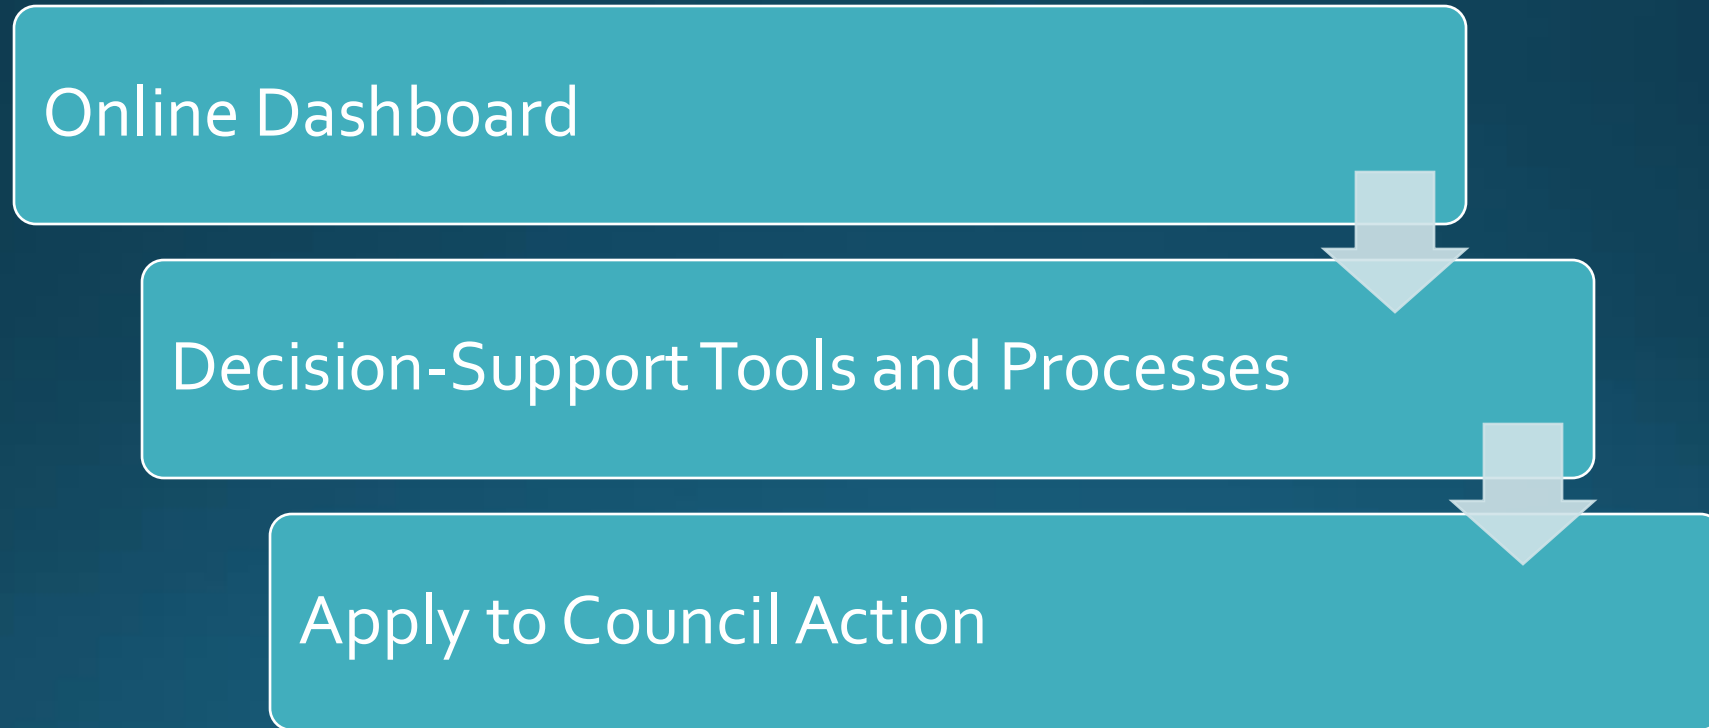 Online Dashboard
Decision-Support Tools and Processes
Apply to Council Action